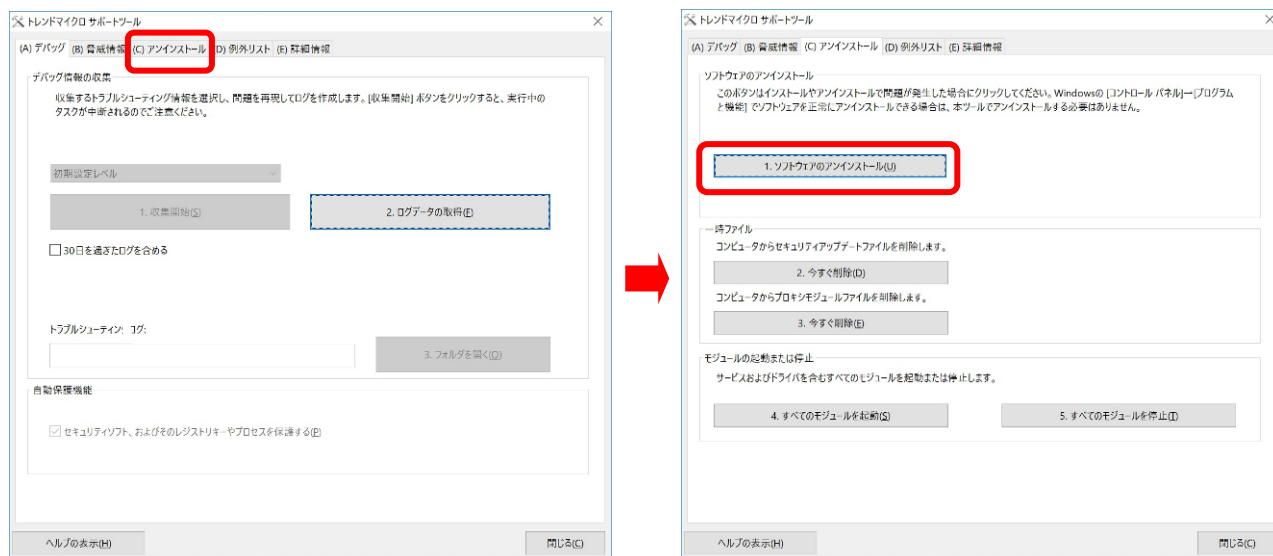 トレンドマイクロ サポートツール
(A) デバッグ (B) 脅威情報 (C) アンインストール (D) 例外リスト (E) 詳細情報
デバッグ情報の収集
収集するトラブルシューティング情報を選択し、問題を再現してログを作成します。[収集開始] ボタンをクリックすると、実行中の
タスクが中断されるのでご注意ください。
初期設定レベル
1. 収集開始(S)
2. ログデータの取得(F)
30日を過ぎたログを含める
トラブルシューティン: コグ:
3. フォルダを開く(O)
自動保護機能
セキュリティソフト、およびそのレジストリキーやプロセスを保護する(P)
ヘルプの表示(H)
閉じる(C)
トレンドマイクロ サポートツール
(A) デバッグ (B) 脅威情報 (C) アンインストール (D) 例外リスト (E) 詳細情報
ソフトウェアのアンインストール
このボタンはインストールやアンインストールで問題が発生した場合にクリックしてください。Windowsの [コントロール パネル]―[プログラム
と機能] でソフトウェアを正常にアンインストールできる場合は、本ツールでアンインストールする必要はありません。
1. ソフトウェアのアンインストール(U)
一時ファイル
コンピュータからセキュリティアップデートファイルを削除します。
2. 今すぐ削除(D)
コンピュータからプロキシモジュールファイルを削除します。
3. 今すぐ削除(E)
モジュールの起動または停止
サービスおよびドライバを含むすべてのモジュールを起動または停止します。
4. すべてのモジュールを起動(S)
5. すべてのモジュールを停止(T)
ヘルプの表示(H)
閉じる(C)